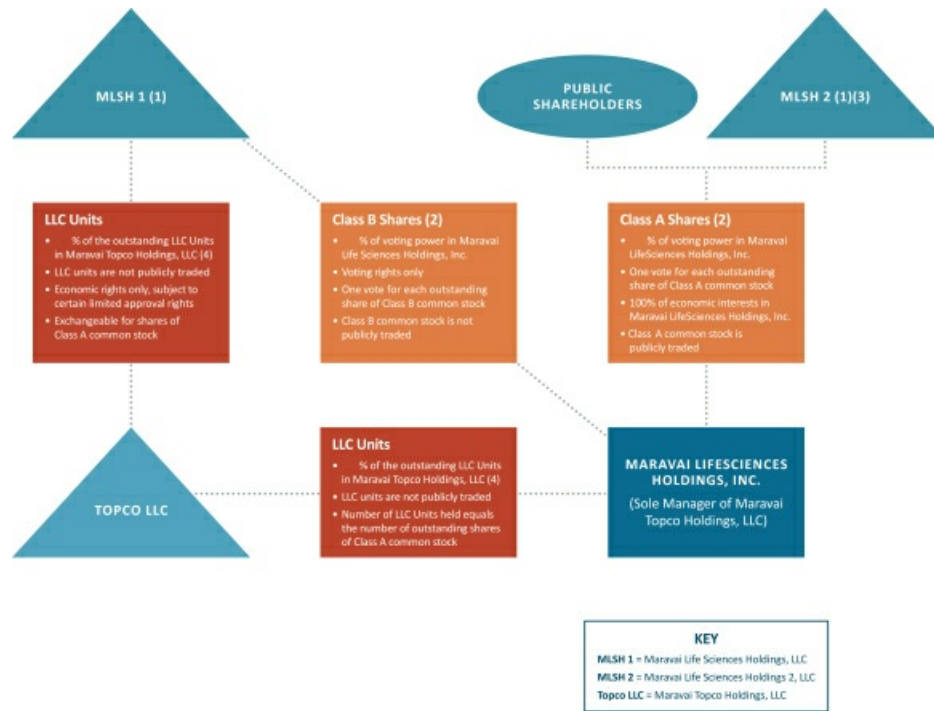 MLSH 1 (1)
PUBLIC
SHAREHOLDERS
MLSH 2 (1)(3)
LLC Units
• % of the outstanding LLC Units
in Maravai Topco Holdings, LLC (4)
• LLC units are not publicly traded
• Economic rights only, subject to
certain limited approval rights
• Exchangeable for shares of
Class A common stock
Class B Shares (2)
• % of voting power in Maravai
Life Sciences Holdings, Inc.
• Voting rights only
• One vote for each outstanding
share of Class B common stock
• Class B common stock is not
publicly traded
Class A Shares (2)
• % of voting power in Maravai
LifeSciences Holdings, Inc.
• One vote for each outstanding
share of Class A common stock
• 100% of economic interests in
Maravai LifeSciences Holdings, Inc.
• Class A common stock is
publicly traded
TOPCO LLC
LLC Units
• % of the outstanding LLC Units
in Maravai Topco Holdings, LLC (4)
• LLC units are not publicly traded
• Number of LLC Units held equals
the number of outstanding shares
of Class A common stock
MARAVAI LIFESCIENCES
HOLDINGS, INC.
(Sole Manager of Maravai
Topco Holdings, LLC)
KEY
MLSH 1 = Maravai Life Sciences Holdings, LLC
MLSH 2 = Maravai Life Sciences Holdings 2, LLC
Topco LLC = Maravai Topco Holdings, LLC